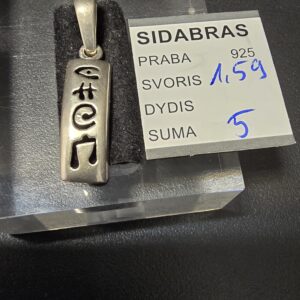 SIDABRAS
PRABA 925
SVORIS 1,59
DYDIS
SUMA 5